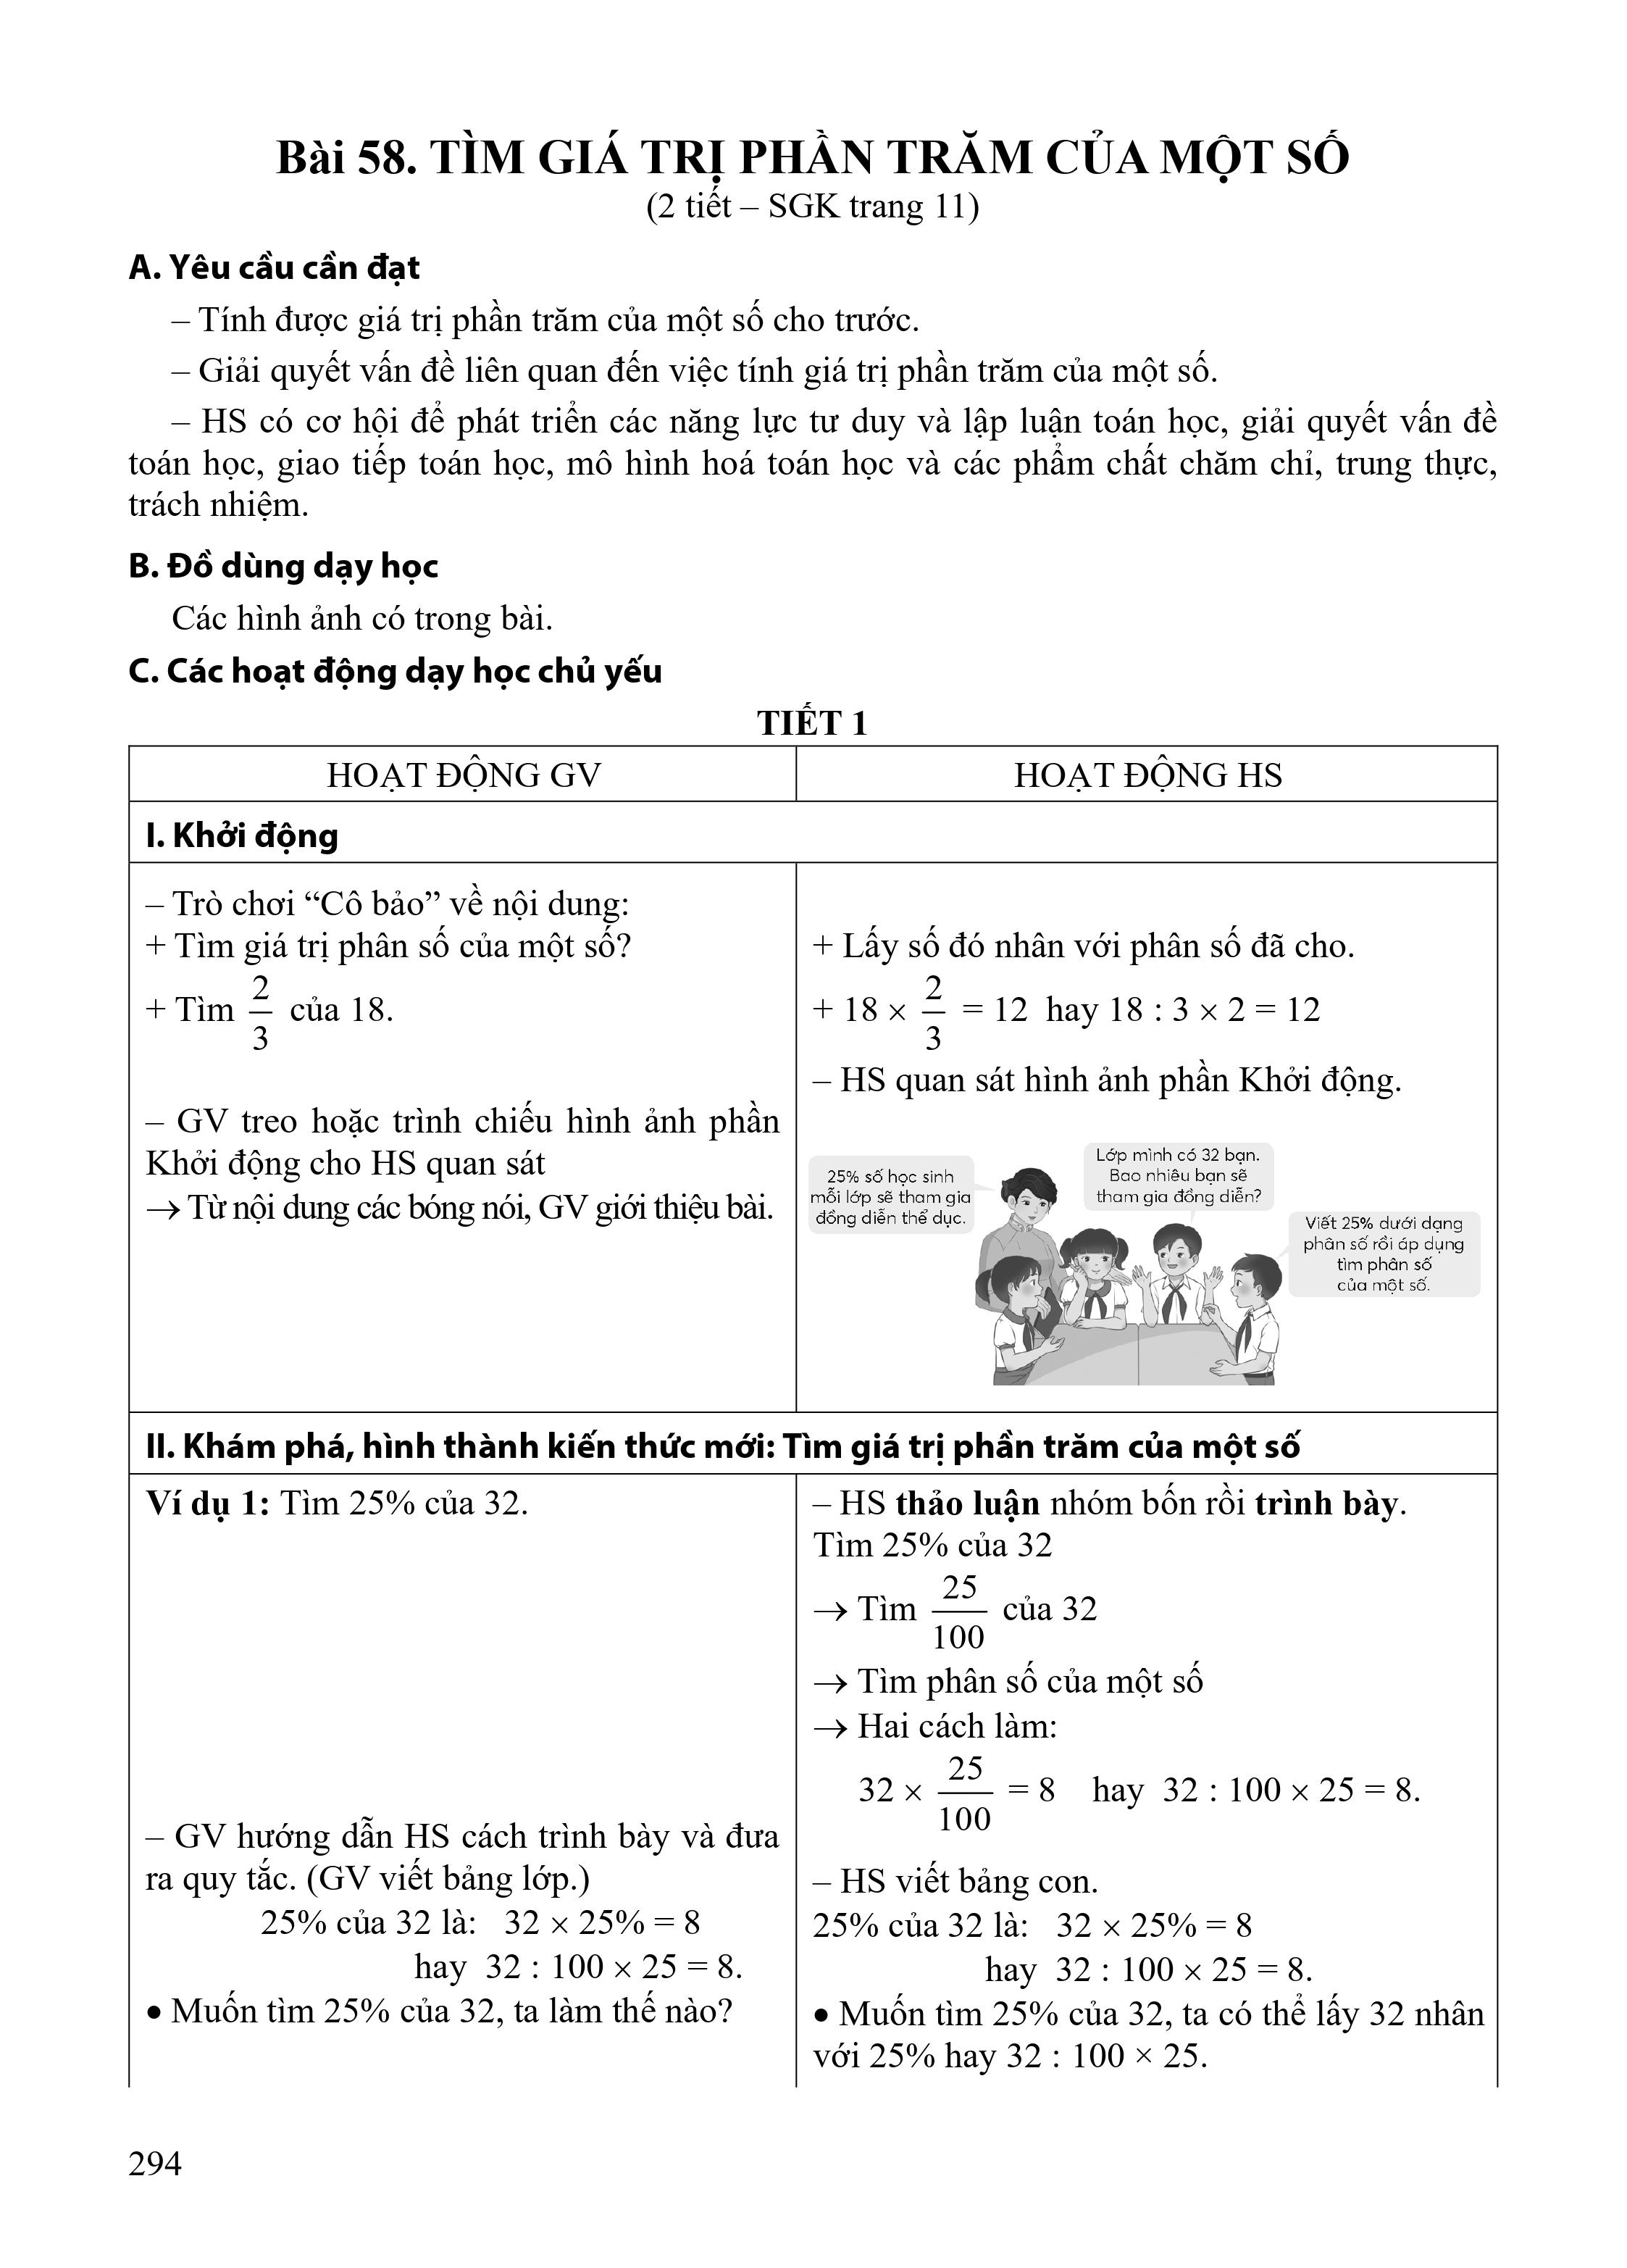 Bài 58. TÌM GIÁ TRỊ PHẦN TRĂM CỦA MỘT SỐ
(2 tiết – SGK trang 11)
A. Yêu cầu cần đạt
– Tính được giá trị phần trăm của một số cho trước.
– Giải quyết vấn đề liên quan đến việc tính giá trị phần trăm của một số.
– HS có cơ hội để phát triển các năng lực tư duy và lập luận toán học, giải quyết vấn đề
toán học, giao tiếp toán học, mô hình hoá toán học và các phẩm chất chăm chỉ, trung thực,
trách nhiệm.
B. Đồ dùng dạy học
Các hình ảnh có trong bài.
C. Các hoạt động dạy học chủ yếu
TIẾT 1
HOẠT ĐỘNG GV
HOẠT ĐỘNG HS
I. Khởi động
– Trò chơi “Cô bảo” về nội dung:
+ Tìm giá trị phân số của một số?
+ Tìm 2/3 của 18.
– GV treo hoặc trình chiếu hình ảnh phần
Khởi động cho HS quan sát
→ Từ nội dung các bóng nói, GV giới thiệu bài.
+ Lấy số đó nhân với phân số đã cho.
+ 18 × 2/3 = 12 hay 18 : 3 × 2 = 12
– HS quan sát hình ảnh phần Khởi động.
25% số học sinh
mỗi lớp sẽ tham gia
đồng diễn thể dục.
Lớp mình có 32 bạn.
Bao nhiêu bạn sẽ
tham gia đồng diễn?
Viết 25% dưới dạng
phân số rồi áp dụng
tìm phân số
của một số.
II. Khám phá, hình thành kiến thức mới: Tìm giá trị phần trăm của một số
Ví dụ 1: Tìm 25% của 32.
– GV hướng dẫn HS cách trình bày và đưa
ra quy tắc. (GV viết bảng lớp.)
25% của 32 là: 32 × 25% = 8
hay 32 : 100 × 25 = 8.
• Muốn tìm 25% của 32, ta làm thế nào?
– HS thảo luận nhóm bốn rồi trình bày.
Tìm 25% của 32
→ Tìm 25/100 của 32
→ Tìm phân số của một số
→ Hai cách làm:
32 × 25/100 = 8 hay 32 : 100 × 25 = 8.
– HS viết bảng con.
25% của 32 là: 32 × 25% = 8
hay 32 : 100 × 25 = 8.
• Muốn tìm 25% của 32, ta có thể lấy 32 nhân
với 25% hay 32 : 100 × 25.
294